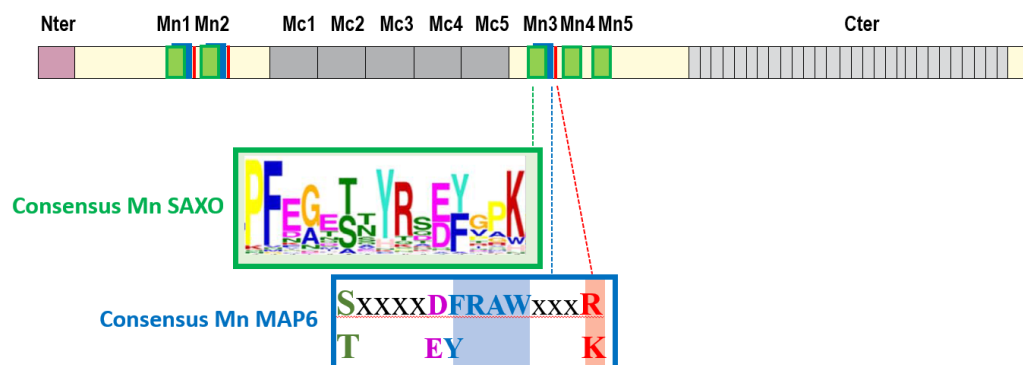 Nter Mn1 Mn2 Mc1 Mc2 Mc3 Mc4 Mc5 Mn3 Mn4 Mn5 Cter
Consensus Mn SAXO
PFEGETTYRSEYGPK
Consensus Mn MAP6
SxxxxDFRAWxxxR
T EY K